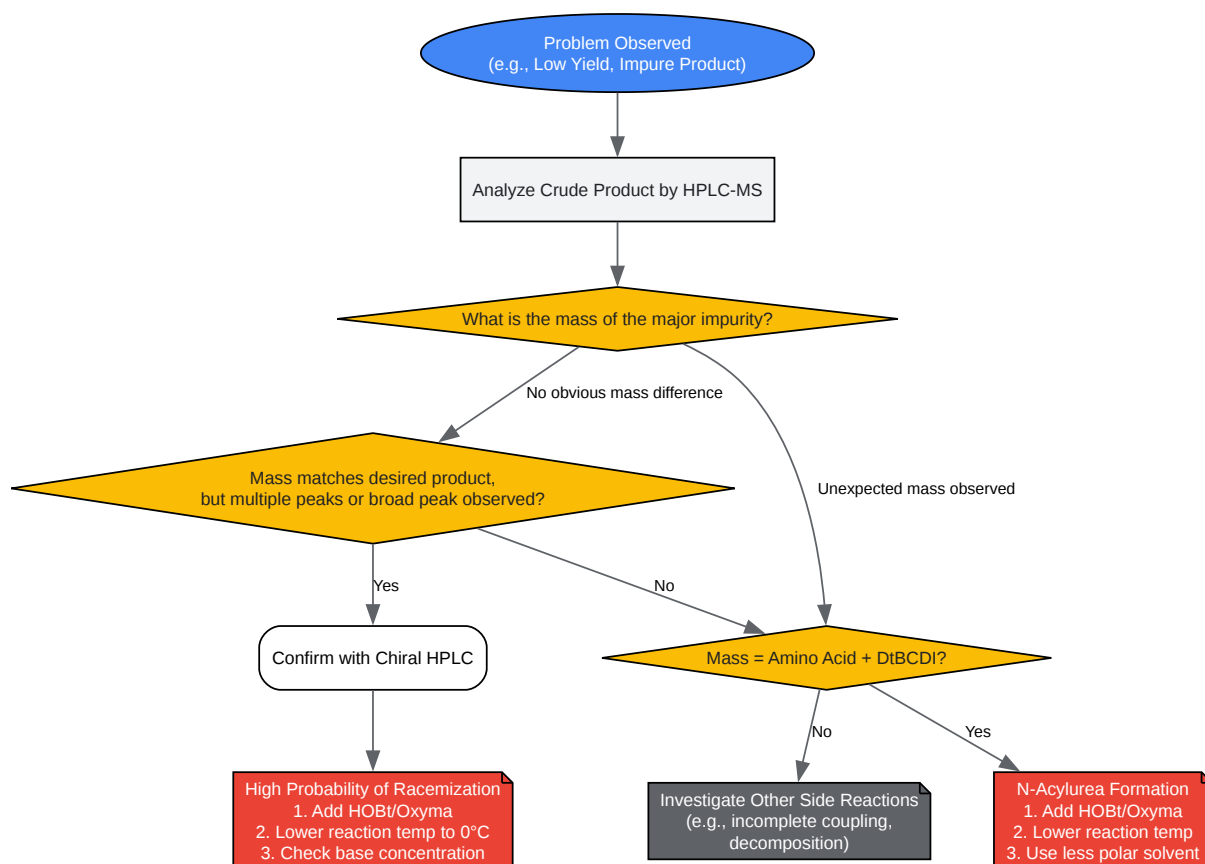 Problem Observed
(e.g., Low Yield, Impure Product)
Analyze Crude Product by HPLC-MS
What is the mass of the major impurity?
No obvious mass difference
Mass matches desired product,
but multiple peaks or broad peak observed?
Unexpected mass observed
Yes
No
Confirm with Chiral HPLC
Mass = Amino Acid + DtBCDI?
No
Yes
High Probability of Racemization
1. Add HOBt/Oxyma
2. Lower reaction temp to 0°C
3. Check base concentration
Investigate Other Side Reactions
(e.g., incomplete coupling,
decomposition)
N-Acylurea Formation
1. Add HOBt/Oxyma
2. Lower reaction temp
3. Use less polar solvent